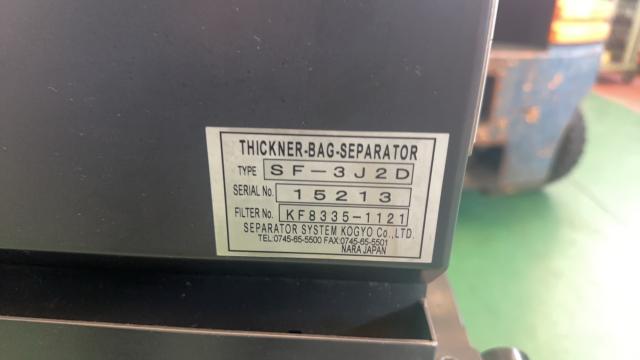 THICKNER-BAG-SEPARATOR
TYPE SF-3J2D
SERIAL No. 15213
FILTER No. KF8335-1121
SEPARATOR SYSTEM KOGYO Co., LTD.
TEL:0745-65-5500 FAX:0745-65-5501
NARA JAPAN